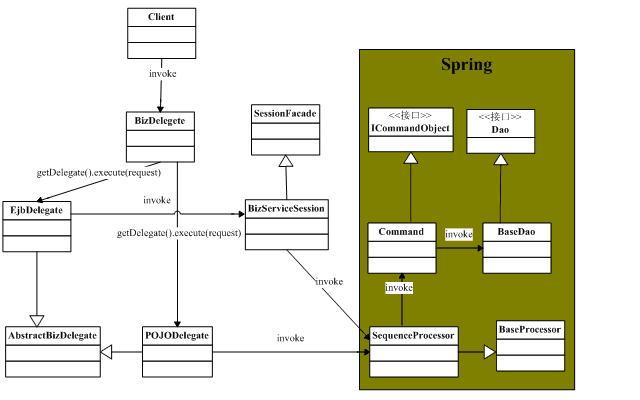 Client
invoke
Spring
BizDelegete
SessionFacade
<<接口>>
ICommandObject
<<接口>>
Dao
getDelegate().execute(request)
EjbDelegate
invoke
BizServiceSession
getDelegate().execute(request)
Command
invoke
BaseDao
invoke
invoke
AbstractBizDelegate
POJODelegate
invoke
SequenceProcessor
BaseProcessor